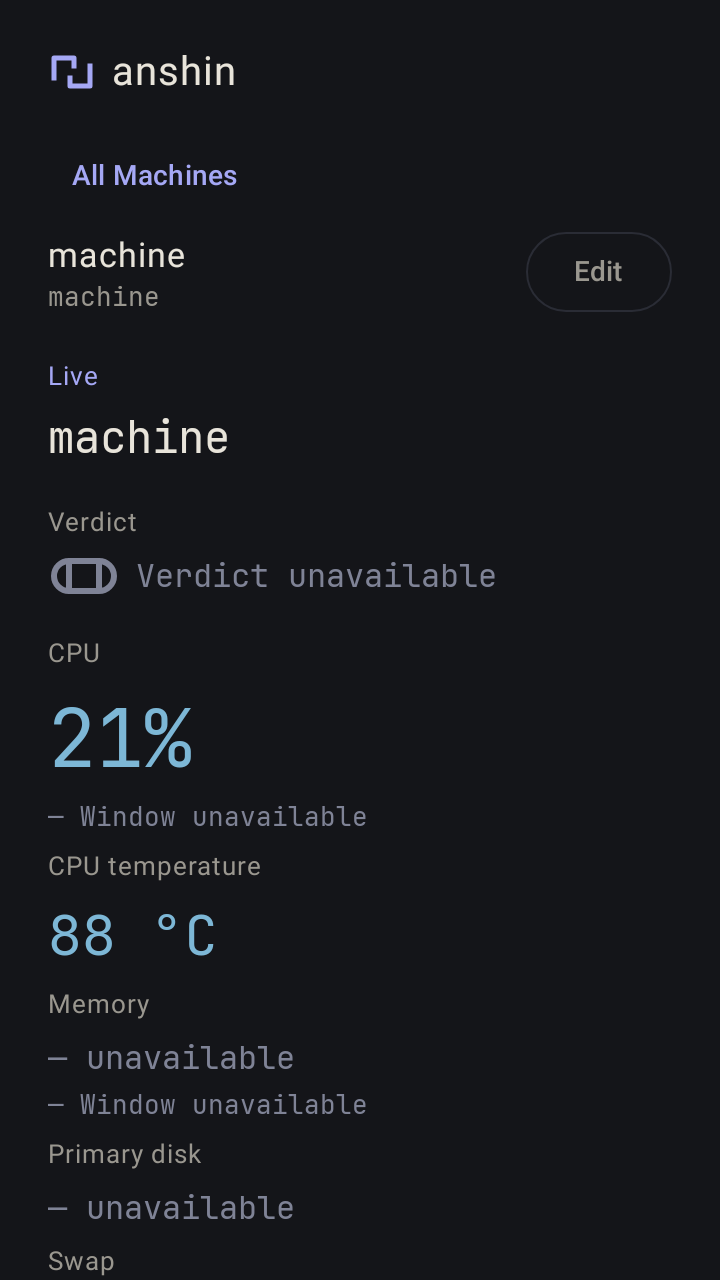 anshin
All Machines
machine
machine
Edit
Live
machine
Verdict
Verdict unavailable
CPU
21%
— Window unavailable
CPU temperature
88 °C
Memory
— unavailable
— Window unavailable
Primary disk
— unavailable
Swap